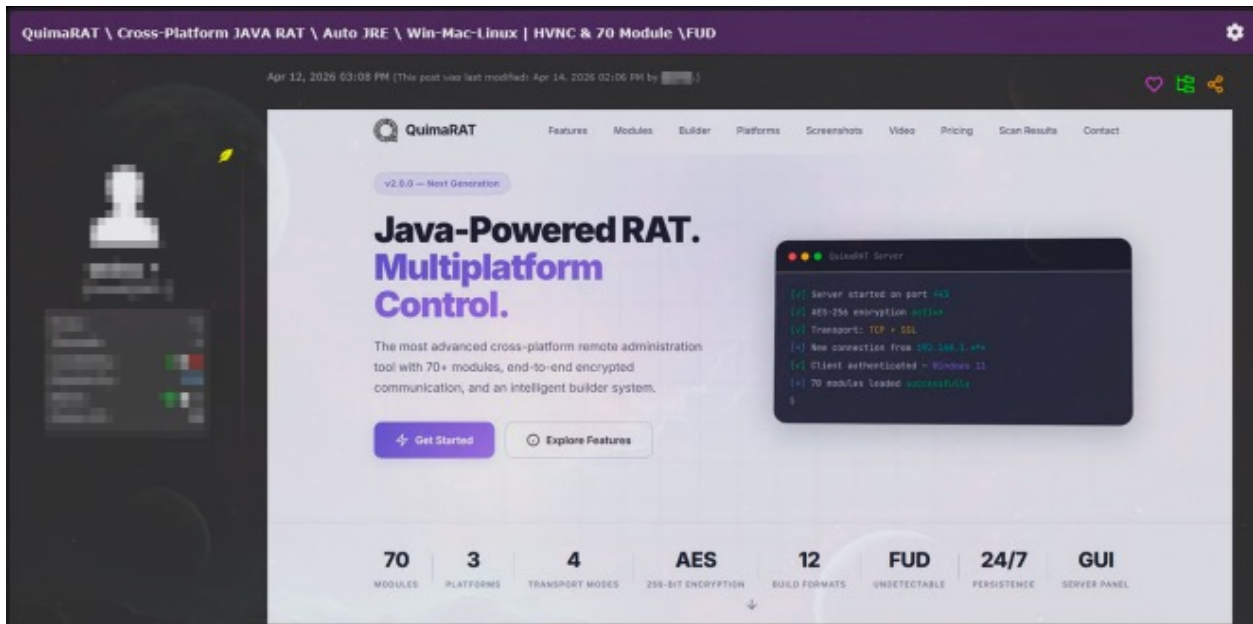 QuimaRAT \ Cross-Platform JAVA RAT \ Auto JRE \ Win-Mac-Linux | HVNC & 70 Module \FUD
Apr 12, 2026 03:08 PM (This post was last modified: Apr 14, 2026 02:06 PM by .)
QuimaRAT Features Modules Builder Platforms Screenshots Video Pricing Scan Results Contact
v2.0.0 — Next Generation
Java-Powered RAT.
Multiplatform
Control.
The most advanced cross-platform remote administration
tool with 70+ modules, end-to-end encrypted
communication, and an intelligent builder system.
Get Started Explore Features
QuimaRAT Server
[√] Server started on port 443
[√] AES-256 encryption active
[√] Transport: TCP + SSL
[+] New connection from 192.168.1.***
[√] Client authenticated — Windows 11
[+] 70 modules loaded successfully
$
70 3 4 AES 12 FUD 24/7 GUI
MODULES PLATFORMS TRANSPORT MODES 256-BIT ENCRYPTION BUILD FORMATS UNDETECTABLE PERSISTENCE SERVER PANEL